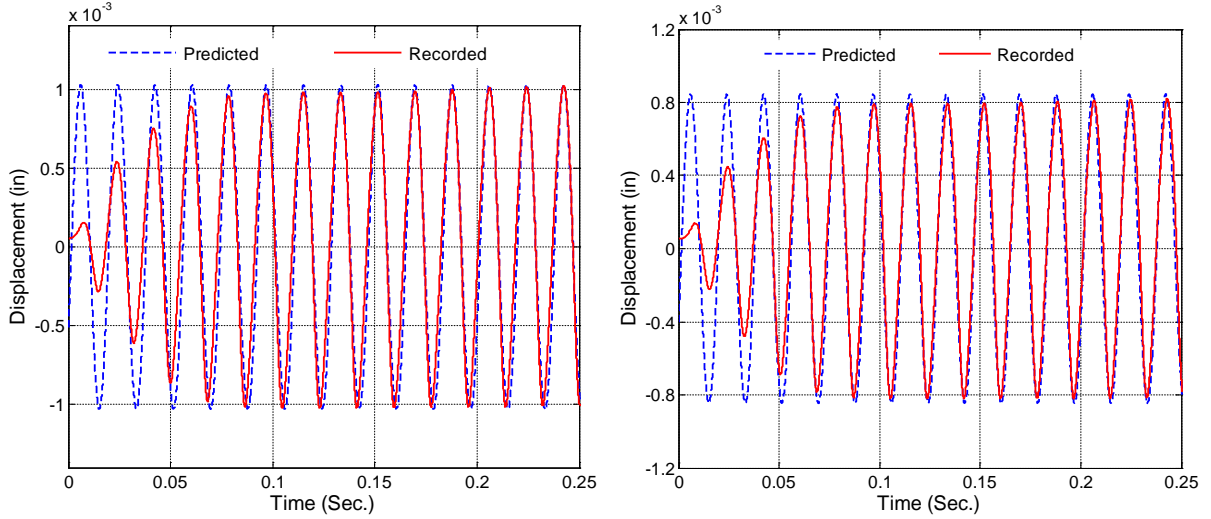 x 10-3
Predicted Recorded
1
0.5
0
-0.5
-1
Displacement (in)
0 0.05 0.1 0.15 0.2 0.25
Time (Sec.)
x 10-3
1.2
Predicted Recorded
0.8
0.4
0
-0.4
-0.8
-1.2
Displacement (in)
0 0.05 0.1 0.15 0.2 0.25
Time (Sec.)